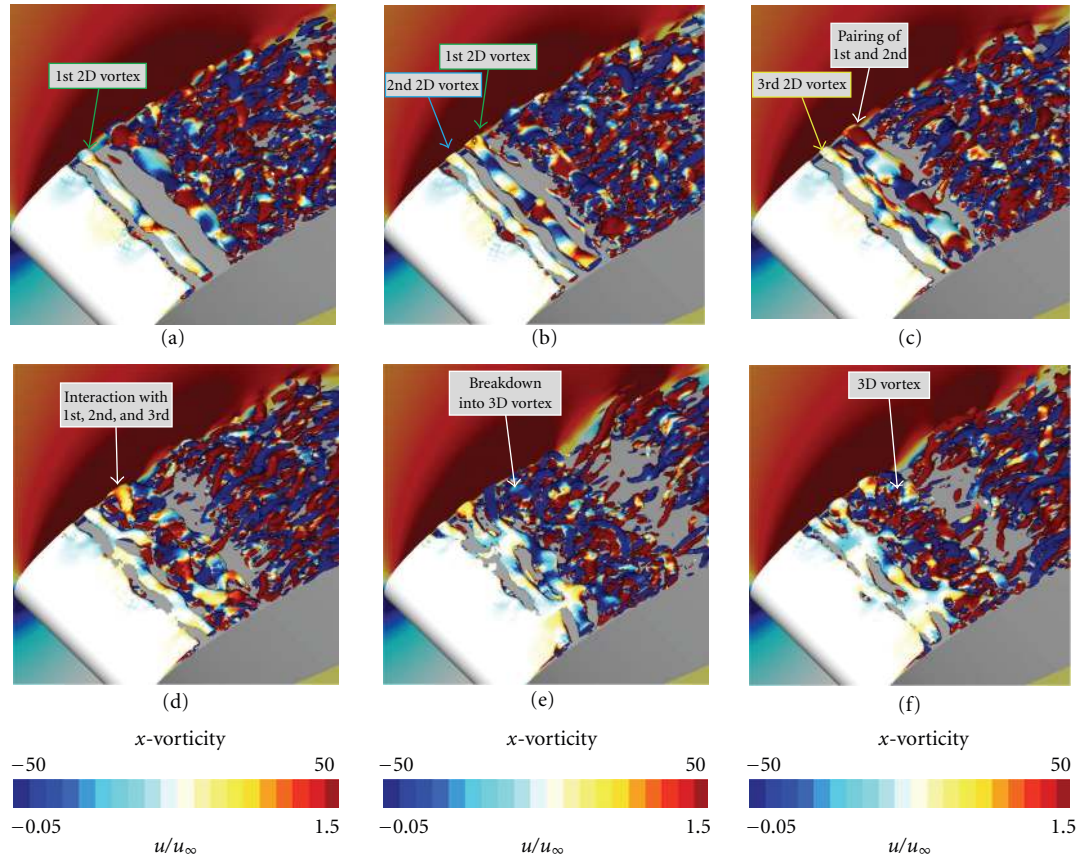 1st 2D vortex
(a)
1st 2D vortex
2nd 2D vortex
(b)
Pairing of
1st and 2nd
3rd 2D vortex
(c)
Interaction with
1st, 2nd, and 3rd
(d)
Breakdown
into 3D vortex
(e)
3D vortex
(f)
x-vorticity
−50 50
−0.05 1.5
u/u∞
x-vorticity
−50 50
−0.05 1.5
u/u∞
x-vorticity
−50 50
−0.05 1.5
u/u∞